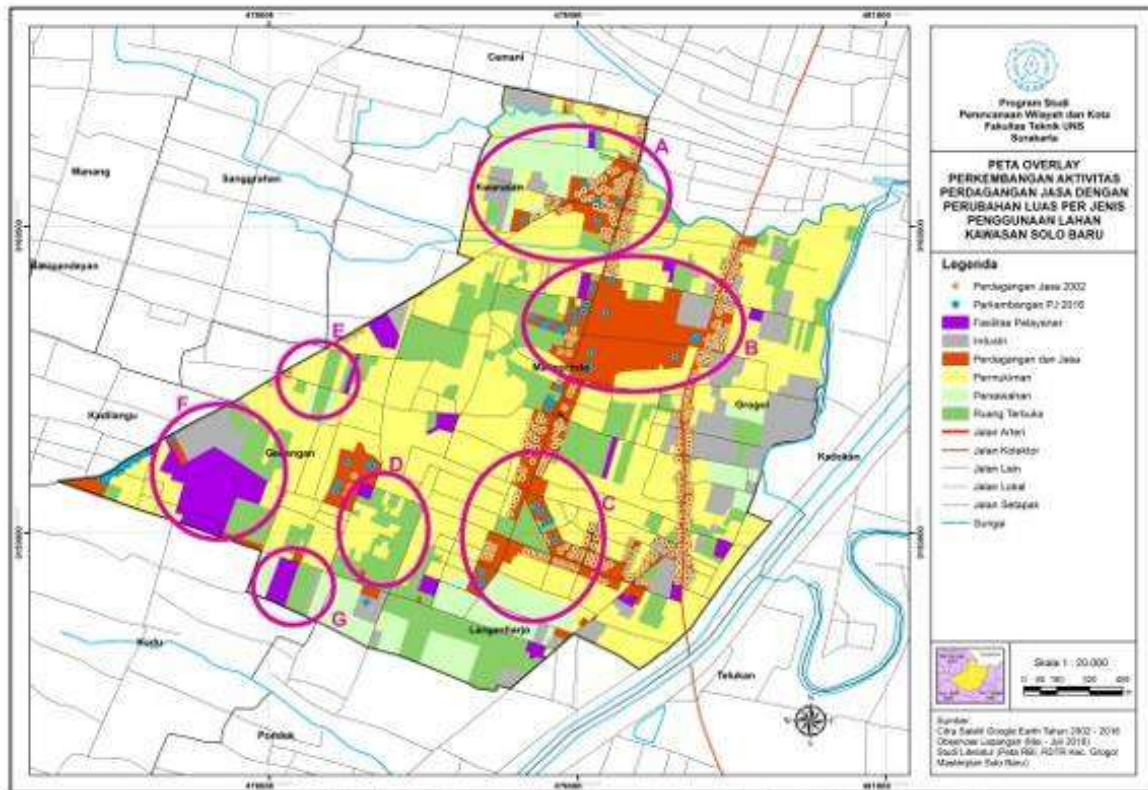 Program Studi
Perencanaan Wilayah dan Kota
Fakultas Teknik UNS
Surakarta
PETA OVERLAY
PERKEMBANGAN AKTIVITAS
PERDAGANGAN JASA DENGAN
PERUBAHAN LUAS PER JENIS
PENGGUNAAN LAHAN
KAWASAN SOLO BARU
Legenda
Perdagangan Jasa 2002
Perkembangan PJ 2016
Fasilitas Pelayanan
Industri
Perdagangan dan Jasa
Permukiman
Persawahan
Ruang Terbuka
Jalan Arteri
Jalan Kolektor
Jalan Lain
Jalan Lokal
Jalan Setapak
Sungai
Skala 1 : 20.000
Sumber:
Citra Satelit Google Earth Tahun 2002 - 2016
Observasi Lapangan (Mei - Juli 2016)
Studi Literatur (Peta RBI, RDTR Kec. Grogol
Masterplan Solo Baru)
Cemani
Manang
Sanggrahan
Kwarasan
A
B
E
Grogol
Kadilangu
F
Gedangan
D
C
Kadokan
G
Langenharjo
Kudu
Telukan
Pondok